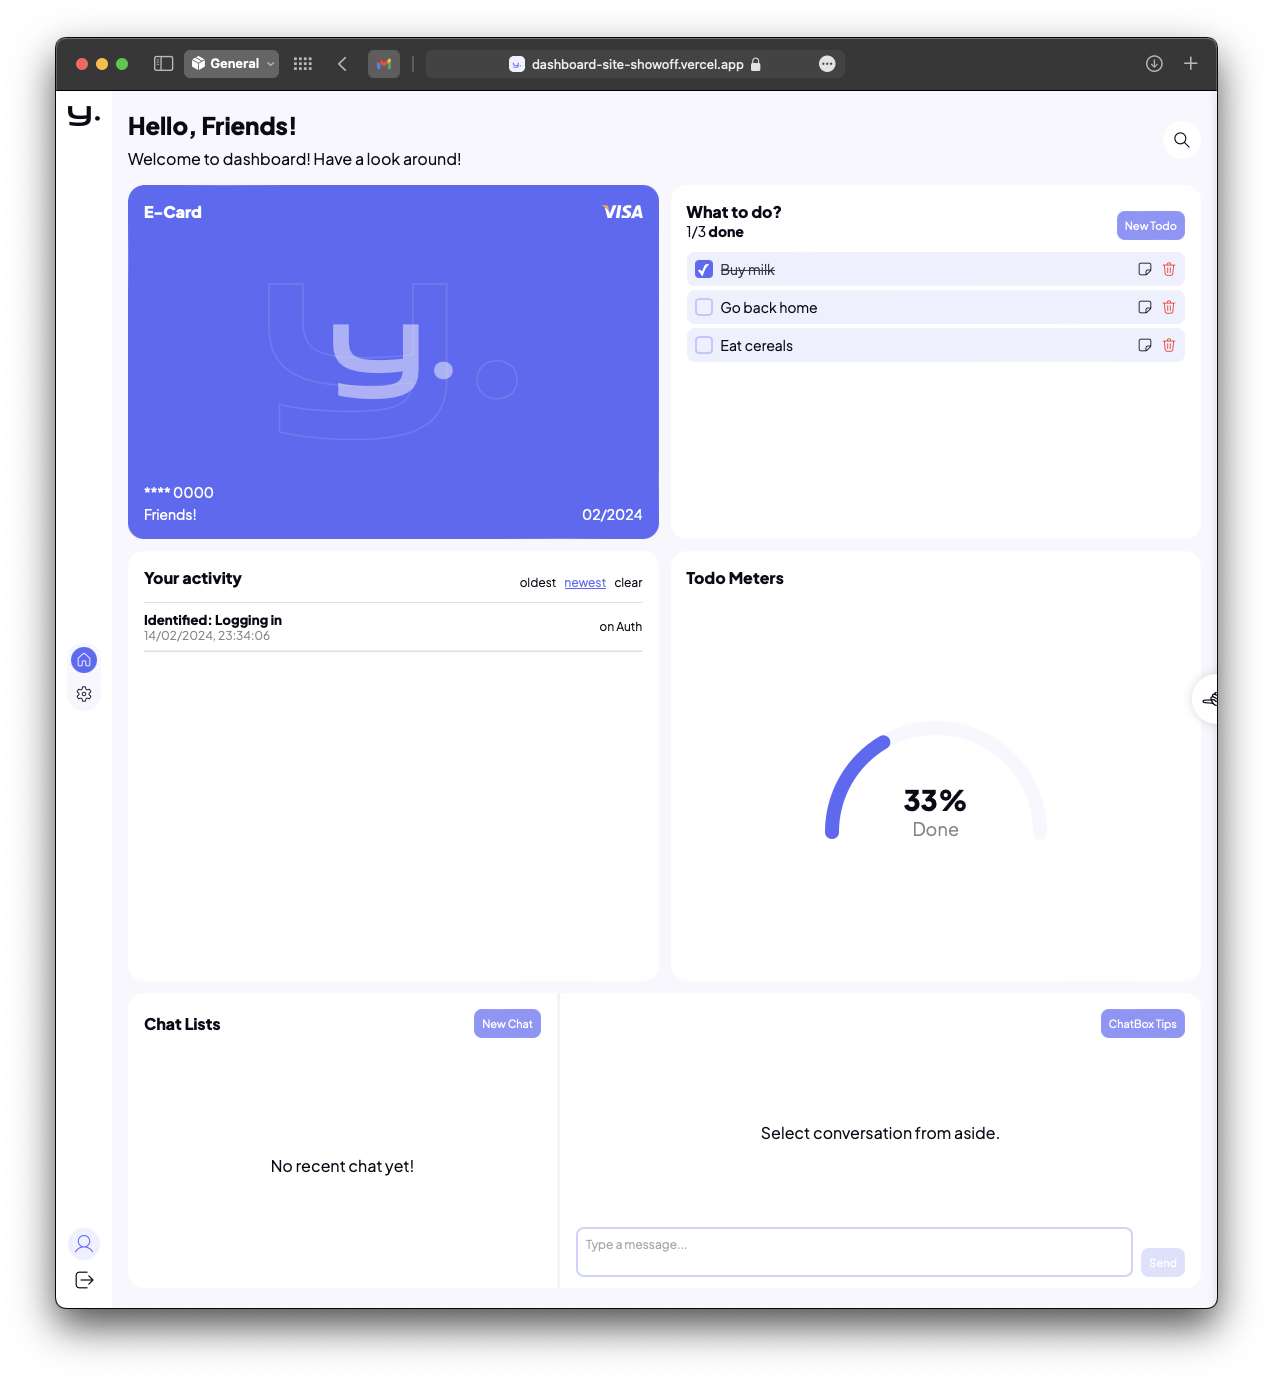 General
dashboard-site-showoff.vercel.app
y.
Hello, Friends!
Welcome to dashboard! Have a look around!
E-Card
VISA
y.
**** 0000
Friends!
02/2024
What to do?
1/3 done
New Todo
Buy milk
Go back home
Eat cereals
Your activity
oldest newest clear
Identified: Logging in
14/02/2024, 23:34:06
on Auth
Todo Meters
33%
Done
Chat Lists
New Chat
No recent chat yet!
ChatBox Tips
Select conversation from aside.
Type a message...
Send